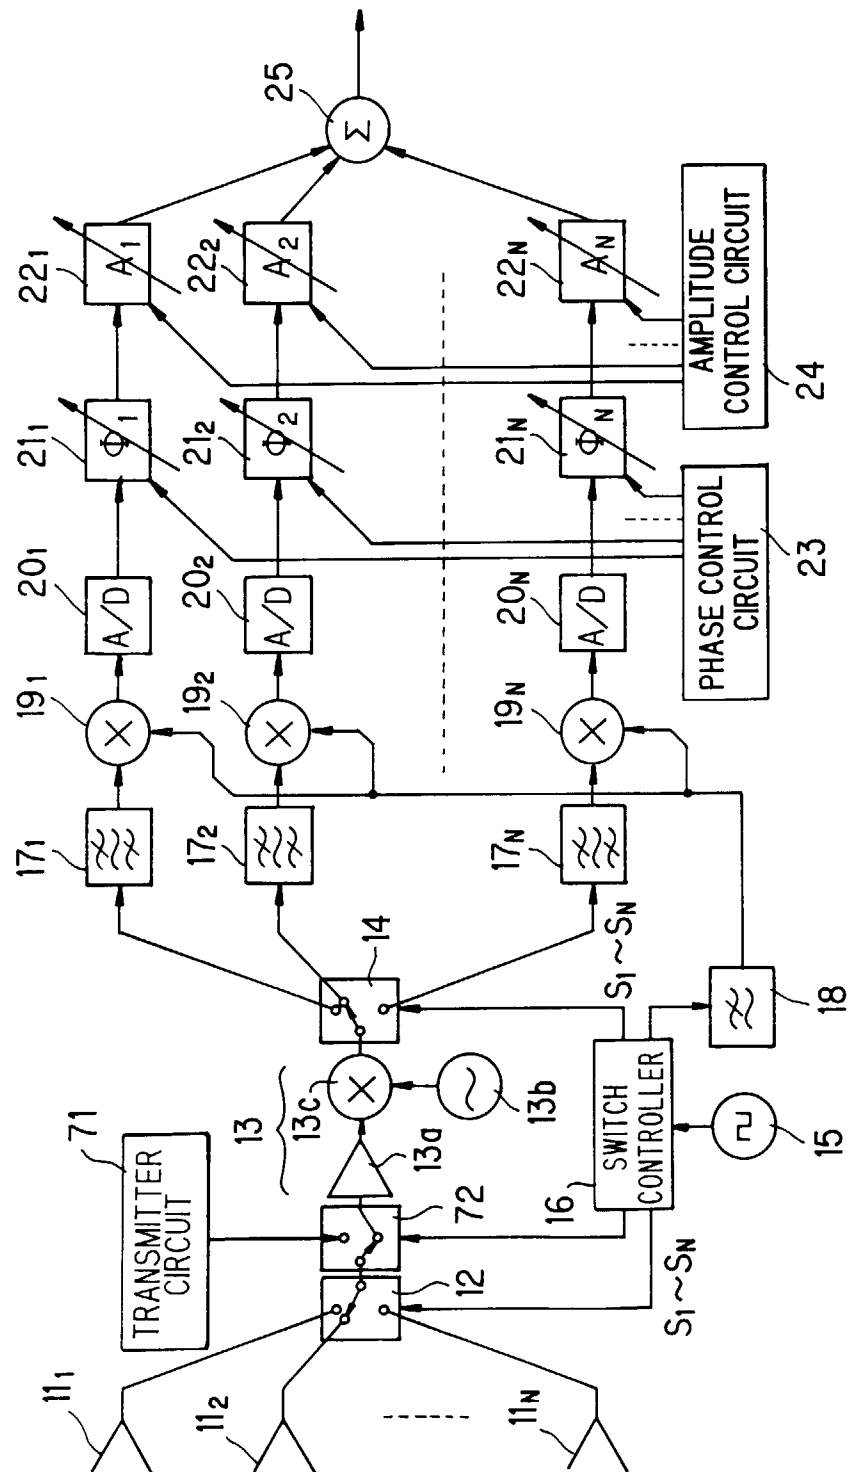 11₁
11₂
11N
TRANSMITTER
CIRCUIT
71
12
72
13
13a
13b
13c
14
SWITCH
CONTROLLER
16
15
S₁~SN
S₁~SN
18
17₁
17₂
17N
19₁
19₂
19N
A/D
20₁
A/D
20₂
A/D
20N
Φ₁
21₁
Φ₂
21₂
ΦN
21N
PHASE CONTROL
CIRCUIT
23
A₁
22₁
A₂
22₂
AN
22N
AMPLITUDE
CONTROL CIRCUIT
24
Σ
25